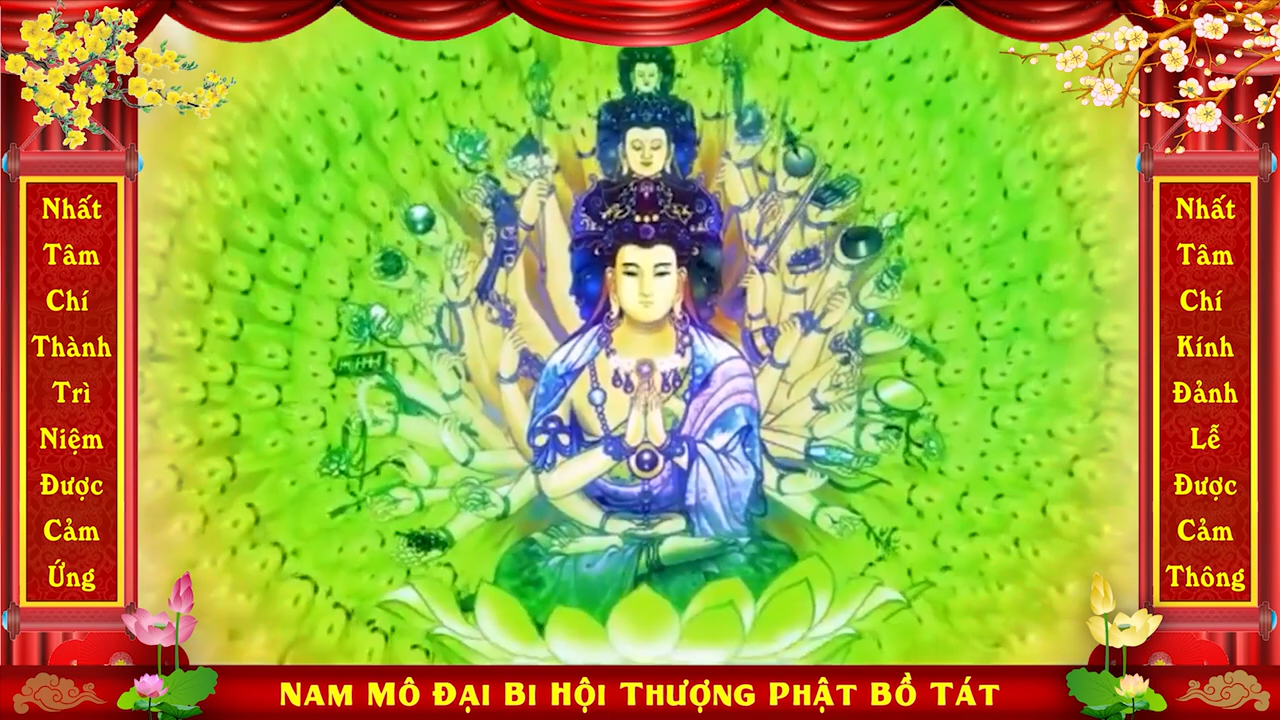 Nhất
Tâm
Chí
Thành
Trì
Niệm
Được
Cảm
Ứng
Nhất
Tâm
Chí
Kính
Đảnh
Lễ
Được
Cảm
Thông
Nam Mô Đại Bi Hội Thượng Phật Bồ Tát